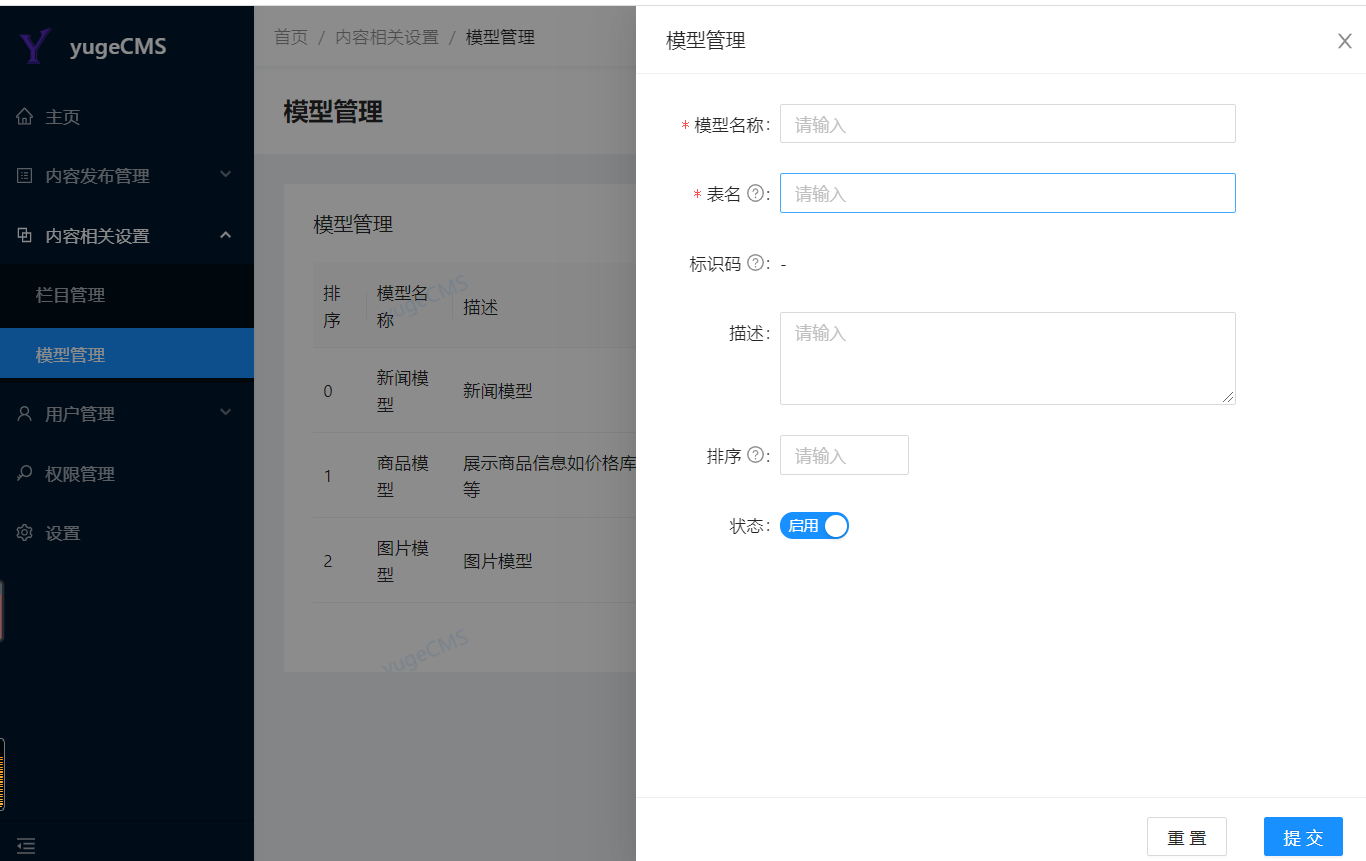 yugeCMS
主页
内容发布管理
内容相关设置
栏目管理
模型管理
用户管理
权限管理
设置
首页 / 内容相关设置 / 模型管理
模型管理
模型管理
排序 模型名称 描述
0 新闻模型 新闻模型
1 商品模型 展示商品信息如价格库等
2 图片模型 图片模型
yugeCMS
yugeCMS
模型管理
* 模型名称: 请输入
* 表名 ?: 请输入
标识码 ?: -
描述: 请输入
排序 ?: 请输入
状态: 启用
重置 提交